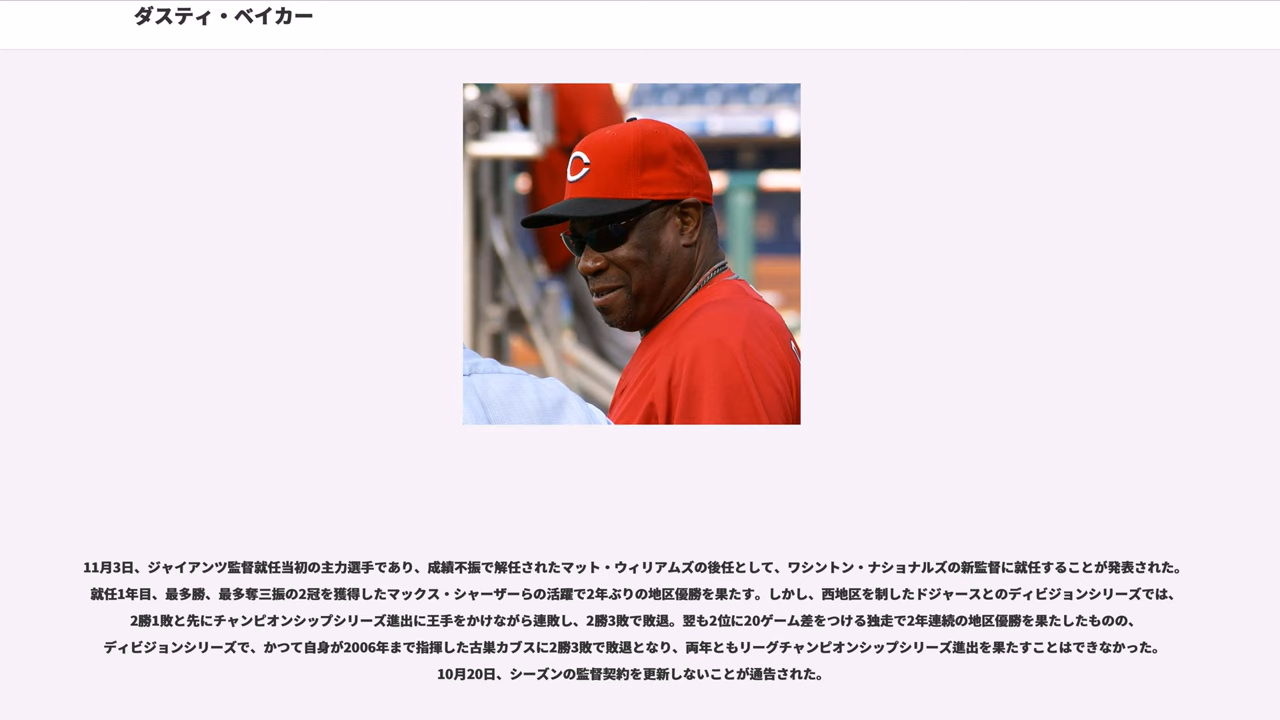 ダスティ・ベイカー
C
11月3日、ジャイアンツ監督就任当初の主力選手であり、成績不振で解任されたマット・ウィリアムズの後任として、ワシントン・ナショナルズの新監督に就任することが発表された。
就任1年目、最多勝、最多奪三振の2冠を獲得したマックス・シャーザーらの活躍で2年ぶりの地区優勝を果たす。しかし、西地区を制したドジャースとのディビジョンシリーズでは、
2勝1敗と先にチャンピオンシップシリーズ進出に王手をかけながら連敗し、2勝3敗で敗退。翌も2位に20ゲーム差をつける独走で2年連続の地区優勝を果たしたものの、
ディビジョンシリーズで、かつて自身が2006年まで指揮した古巣カブスに2勝3敗で敗退となり、両年ともリーグチャンピオンシップシリーズ進出を果たすことはできなかった。
10月20日、シーズンの監督契約を更新しないことが通告された。